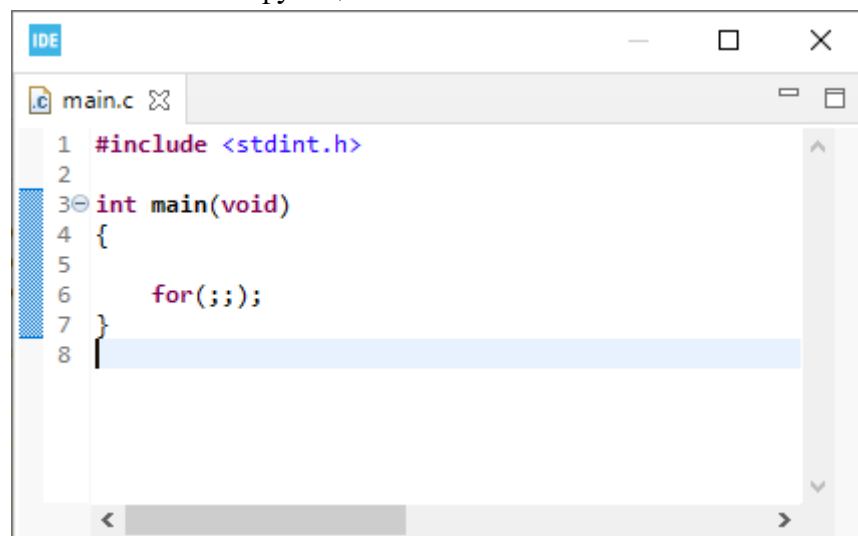 IDE
.c main.c
1 #include <stdint.h>
2
3 int main(void)
4 {
5
6     for(;;);
7 }
8